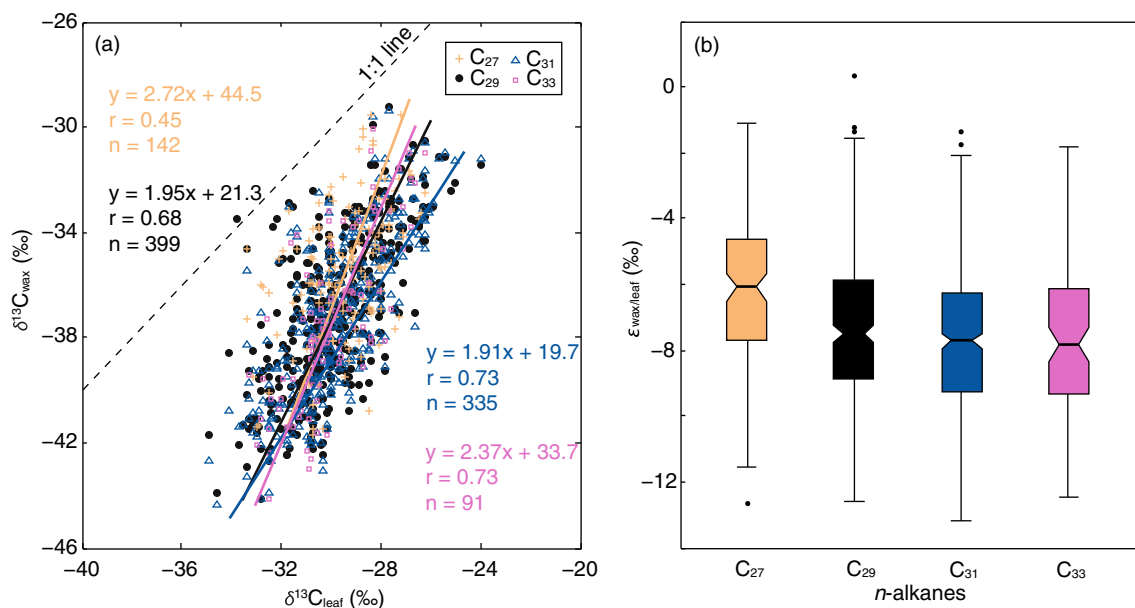 (a)
1:1 line
C₂₇ C₃₁
C₂₉ C₃₃
y = 2.72x + 44.5
r = 0.45
n = 142
y = 1.95x + 21.3
r = 0.68
n = 399
y = 1.91x + 19.7
r = 0.73
n = 335
y = 2.37x + 33.7
r = 0.73
n = 91
−26
−30
−34
−38
−42
−46
δ¹³C_wax (‰)
−40 −36 −32 −28 −24 −20
δ¹³C_leaf (‰)
(b)
0
−4
−8
−12
ε_wax/leaf (‰)
C₂₇ C₂₉ C₃₁ C₃₃
n-alkanes